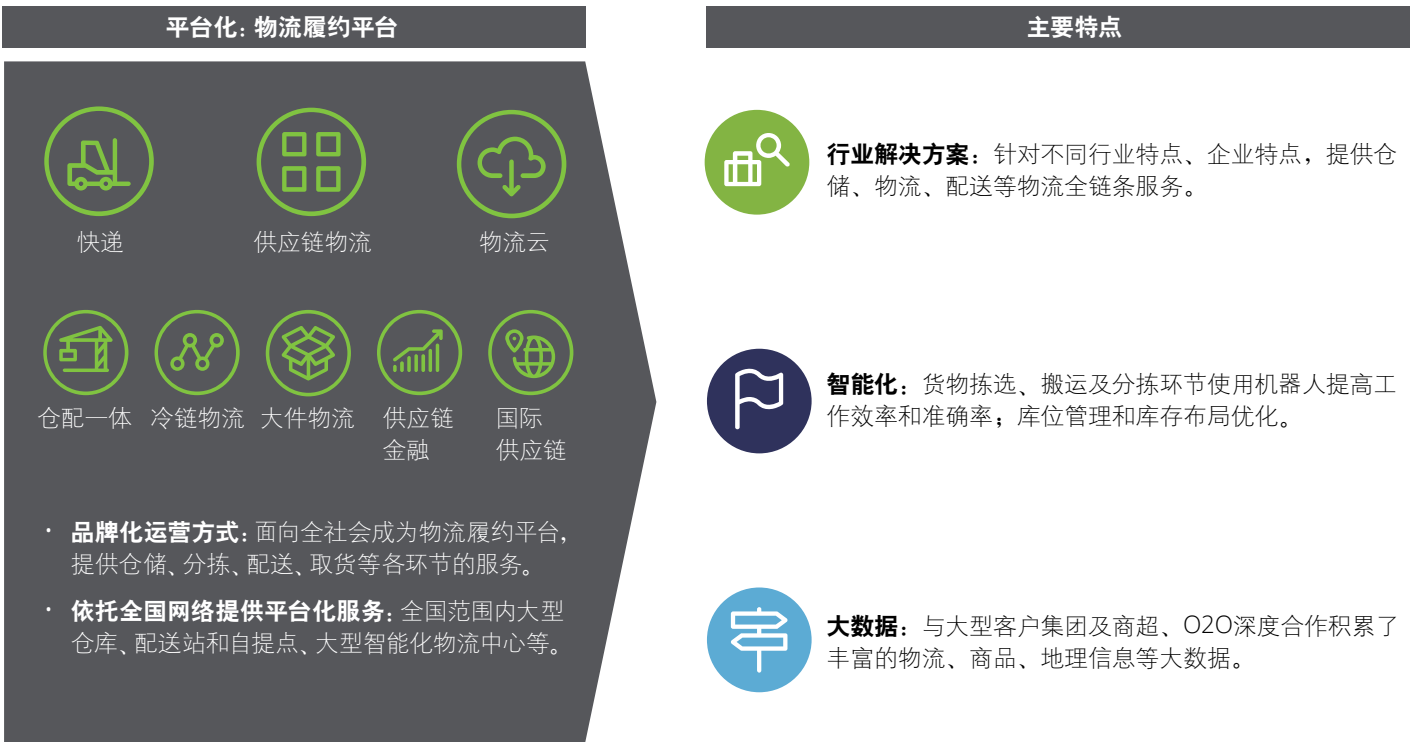 平台化：物流履约平台
快递
供应链物流
物流云
仓配一体
冷链物流
大件物流
供应链
金融
国际
供应链
· 品牌化运营方式：面向全社会成为物流履约平台，
提供仓储、分拣、配送、取货等各环节的服务。
· 依托全国网络提供平台化服务：全国范围内大型
仓库、配送站和自提点、大型智能化物流中心等。
主要特点
行业解决方案：针对不同行业特点、企业特点，提供仓
储、物流、配送等物流全链条服务。
智能化：货物拣选、搬运及分拣环节使用机器人提高工
作效率和准确率；库位管理和库存布局优化。
大数据：与大型客户集团及商超、O2O深度合作积累了
丰富的物流、商品、地理信息等大数据。